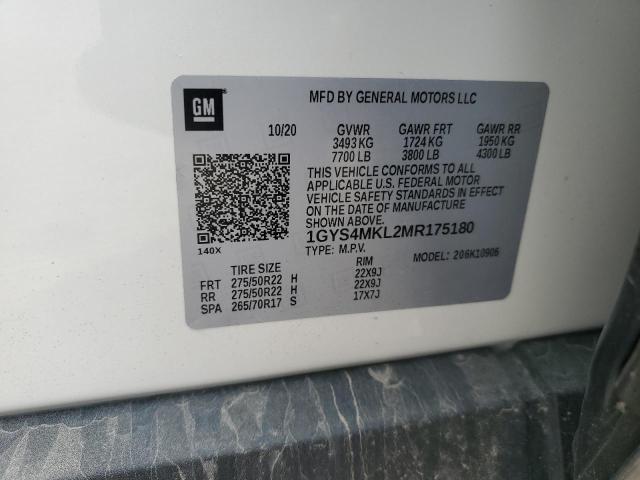 GM
MFD BY GENERAL MOTORS LLC
10/20 GVWR GAWR FRT GAWR RR
3493 KG 1724 KG 1950 KG
7700 LB 3800 LB 4300 LB
THIS VEHICLE CONFORMS TO ALL
APPLICABLE U.S. FEDERAL MOTOR
VEHICLE SAFETY STANDARDS IN EFFECT
ON THE DATE OF MANUFACTURE
SHOWN ABOVE.
1GYS4MKL2MR175180
140X TYPE: M.P.V. MODEL: 206K10906
TIRE SIZE RIM
FRT 275/50R22 H 22X9J
RR 275/50R22 H 22X9J
SPA 265/70R17 S 17X7J